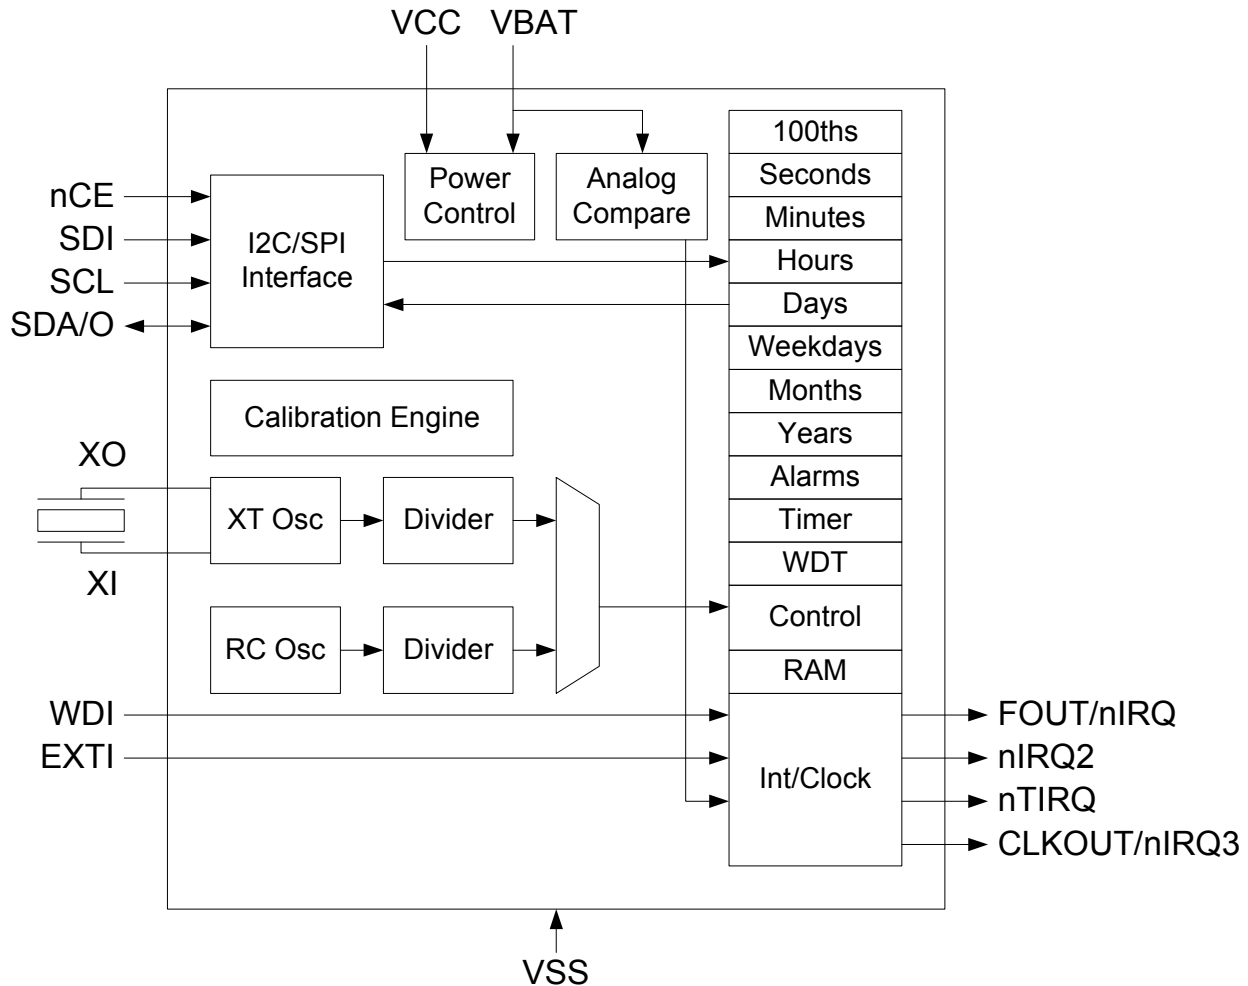 VCC VBAT
nCE
SDI
SCL
SDA/O
I2C/SPI
Interface
Power
Control
Analog
Compare
100ths
Seconds
Minutes
Hours
Days
Weekdays
Months
Years
Alarms
Timer
WDT
Control
RAM
Int/Clock
Calibration Engine
XO
XI
XT Osc
Divider
RC Osc
Divider
WDI
EXTI
FOUT/nIRQ
nIRQ2
nTIRQ
CLKOUT/nIRQ3
VSS